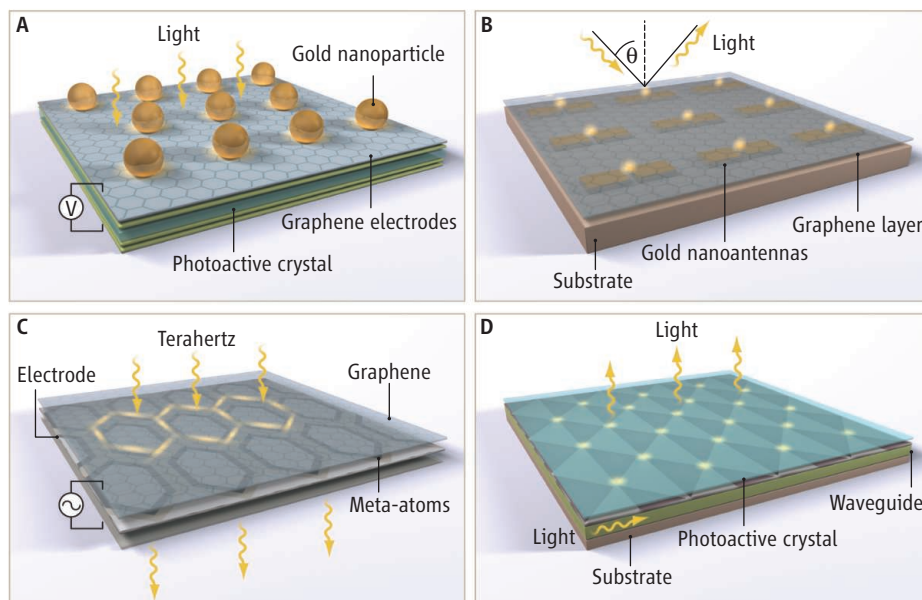 A
Light
Gold nanoparticle
V
Graphene electrodes
Photoactive crystal
B
θ
Light
Graphene layer
Gold nanoantennas
Substrate
C
Terahertz
Electrode
Graphene
Meta-atoms
D
Light
Waveguide
Light
Photoactive crystal
Substrate